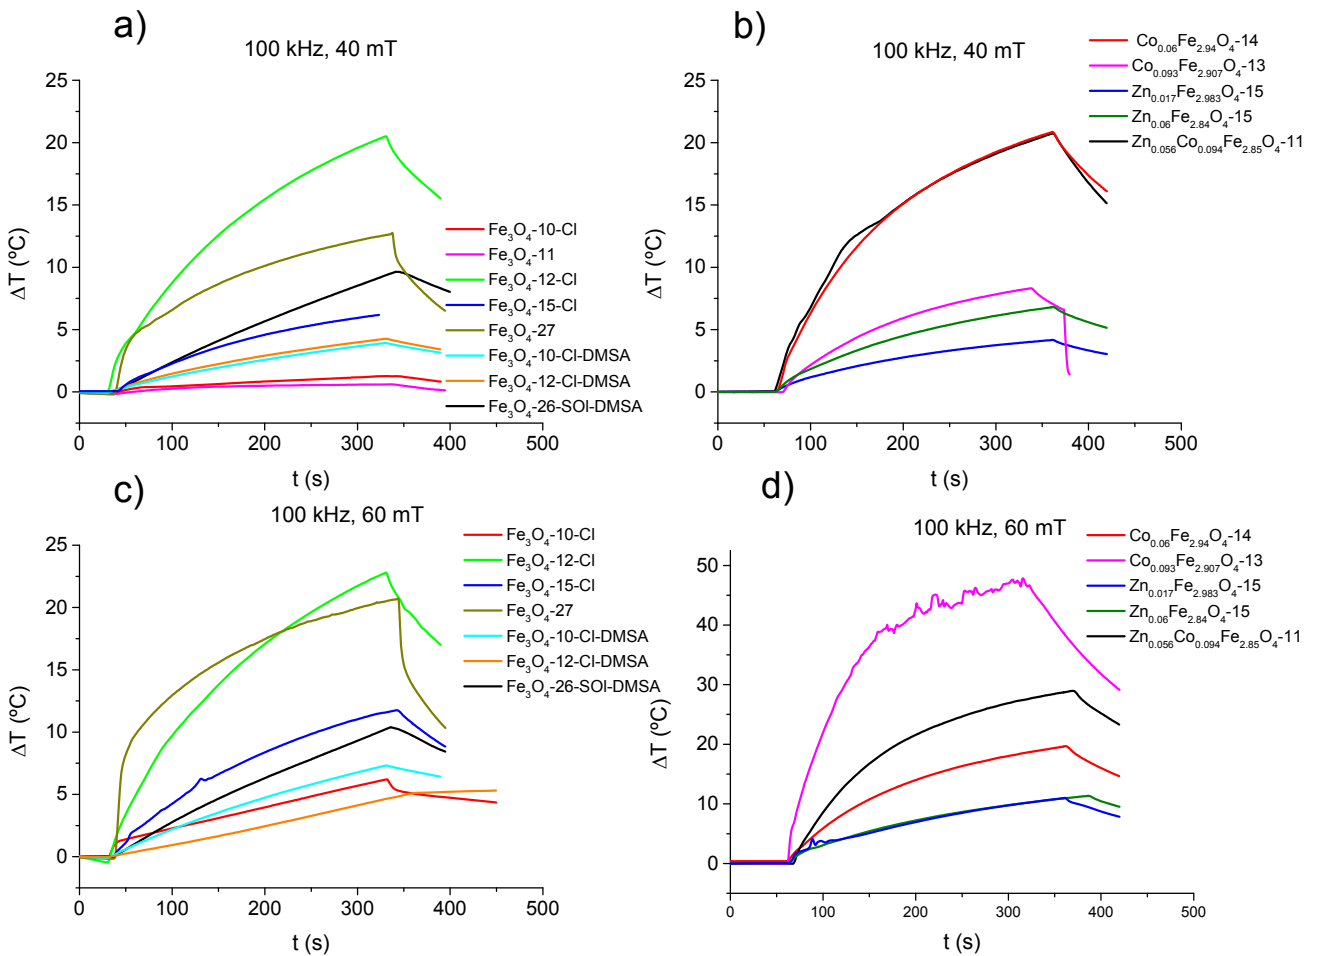 a)
100 kHz, 40 mT
25
20
15
10
5
0
ΔT (ºC)
0 100 200 300 400 500
t (s)
Fe3O4-10-Cl
Fe3O4-11
Fe3O4-12-Cl
Fe3O4-15-Cl
Fe3O4-27
Fe3O4-10-Cl-DMSA
Fe3O4-12-Cl-DMSA
Fe3O4-26-SOl-DMSA
b)
100 kHz, 40 mT
25
20
15
10
5
0
ΔT (ºC)
0 100 200 300 400 500
t (s)
Co0.06Fe2.94O4-14
Co0.093Fe2.907O4-13
Zn0.017Fe2.983O4-15
Zn0.06Fe2.84O4-15
Zn0.056Co0.094Fe2.85O4-11
c)
100 kHz, 60 mT
25
20
15
10
5
0
ΔT (ºC)
0 100 200 300 400 500
t (s)
Fe3O4-10-Cl
Fe3O4-12-Cl
Fe3O4-15-Cl
Fe3O4-27
Fe3O4-10-Cl-DMSA
Fe3O4-12-Cl-DMSA
Fe3O4-26-SOl-DMSA
d)
100 kHz, 60 mT
50
40
30
20
10
0
ΔT (ºC)
0 100 200 300 400 500
t (s)
Co0.06Fe2.94O4-14
Co0.093Fe2.907O4-13
Zn0.017Fe2.983O4-15
Zn0.06Fe2.84O4-15
Zn0.056Co0.094Fe2.85O4-11